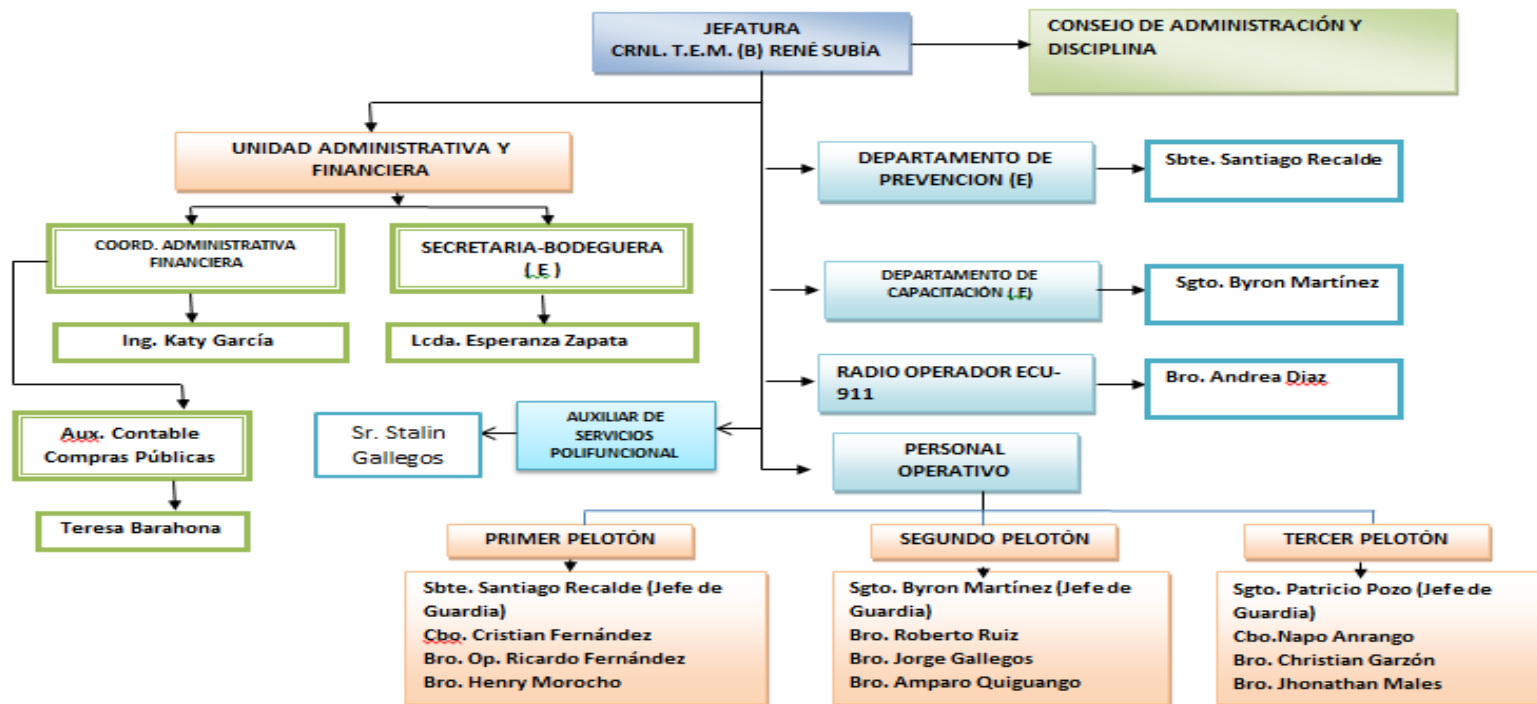 JEFATURA
CRNL. T.E.M. (B) RENÉ SUBÍA
CONSEJO DE ADMINISTRACIÓN Y
DISCIPLINA
UNIDAD ADMINISTRATIVA Y
FINANCIERA
DEPARTAMENTO DE
PREVENCION (E)
Sbte. Santiago Recalde
COORD. ADMINISTRATIVA
FINANCIERA
SECRETARIA-BODEGUERA
(.E )
DEPARTAMENTO DE
CAPACITACIÓN (.E)
Sgto. Byron Martínez
Ing. Katy García
Lcda. Esperanza Zapata
RADIO OPERADOR ECU-
911
Bro. Andrea Diaz
Aux. Contable
Compras Públicas
Sr. Stalin
Gallegos
AUXILIAR DE
SERVICIOS
POLIFUNCIONAL
PERSONAL
OPERATIVO
Teresa Barahona
PRIMER PELOTÓN
SEGUNDO PELOTÓN
TERCER PELOTÓN
Sbte. Santiago Recalde (Jefe de
Guardia)
Cbo. Cristian Fernández
Bro. Op. Ricardo Fernández
Bro. Henry Morocho
Sgto. Byron Martínez (Jefe de
Guardia)
Bro. Roberto Ruiz
Bro. Jorge Gallegos
Bro. Amparo Quiguango
Sgto. Patricio Pozo (Jefe de
Guardia)
Cbo.Napo Anrango
Bro. Christian Garzón
Bro. Jhonathan Males